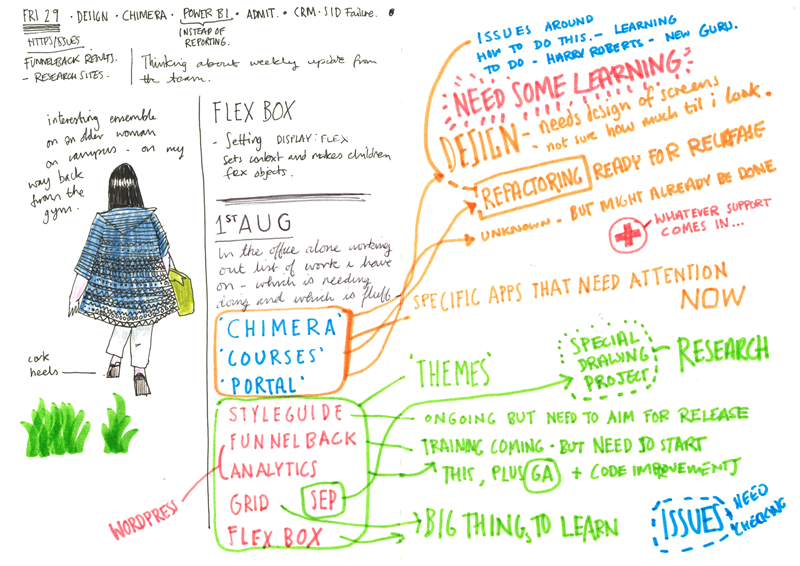 FRI 29 · DESIGN · CHIMERA · POWER BI · ADMIT. · CRM · SID Failure.
INSTEAD OF
REPORTING.
HTTPS/ISSUES
FUNNELBACK
- RESEARCH SITES.
Thinking about weekly update from
the team.
interesting ensemble
on an older woman
on campus - on my
way back
from the
gym.
cork
heels
FLEX BOX
- Setting DISPLAY: FLEX
sets context and makes children
flex objects.
1ST AUG
In the office alone working
out list of work i have
on - which is needing
doing and which is fluff
'CHIMERA'
'COURSES'
'PORTAL'
STYLEGUIDE
FUNNELBACK
ANALYTICS
GRID
SEP
FLEX BOX
WORDPRESS
ISSUES AROUND
HOW TO DO THIS. - LEARNING
TO DO - HARRY ROBERTS - NEW GURU.
NEED SOME LEARNING
DESIGN - needs design of screens
- not sure how much til i look.
REFACTORING READY FOR RELEASE
UNKNOWN - BUT MIGHT ALREADY BE DONE
WHATEVER SUPPORT
COMES IN...
SPECIFIC APPS THAT NEED ATTENTION
NOW
'THEMES'
SPECIAL
DRAWING
PROJECT
RESEARCH
ONGOING BUT NEED TO AIM FOR RELEASE
TRAINING COMING - BUT NEED TO START
THIS, PLUS GA + CODE IMPROVEMENTS
BIG THINGS TO LEARN
ISSUES NEED
CHECKING